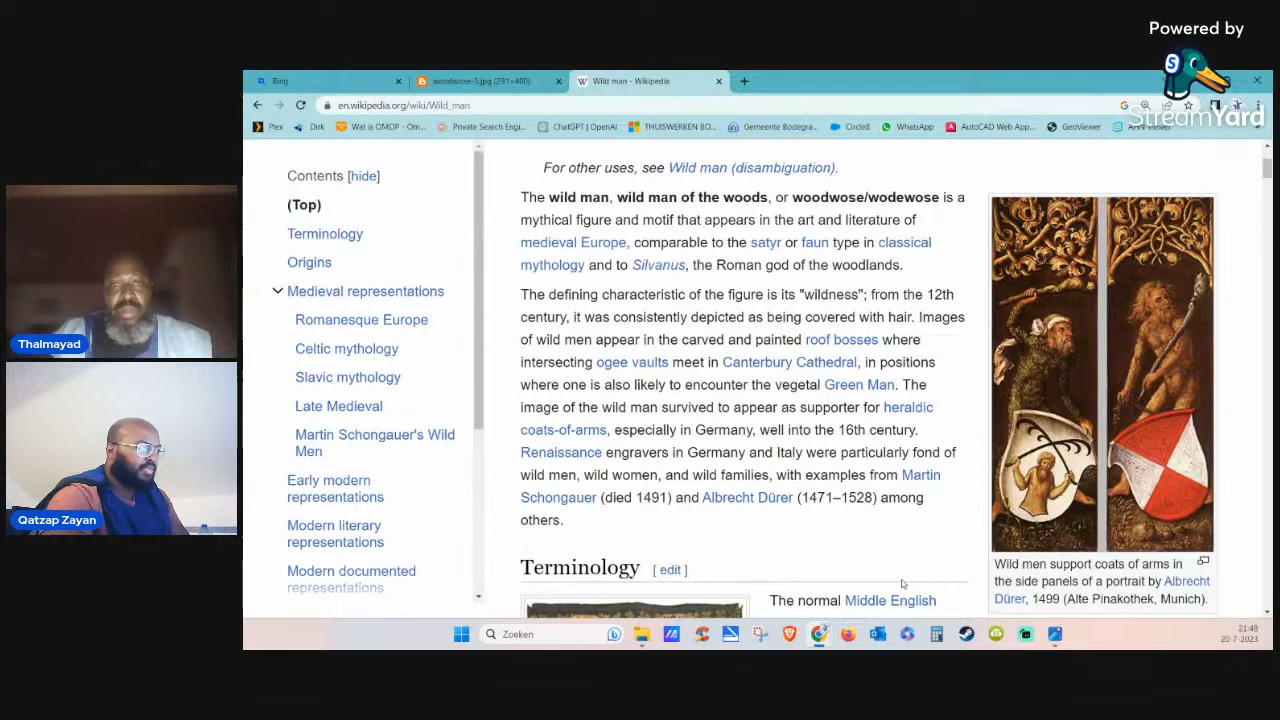 Powered by
S
StreamYard
Bing
woodwose-5.jpg (291×400)
Wild man - Wikipedia
en.wikipedia.org/wiki/Wild_man
Plex
Dirk
Wat is OMOP - Om...
Private Search Engi...
ChatGPT | OpenAI
THUISWERKEN BO...
Gemeente Bodegra...
Circle8
WhatsApp
AutoCAD Web App...
GeoViewer
AHN-Viewer
Contents [hide]
(Top)
Terminology
Origins
Medieval representations
Romanesque Europe
Celtic mythology
Slavic mythology
Late Medieval
Martin Schongauer's Wild
Men
Early modern
representations
Modern literary
representations
Modern documented
representations
For other uses, see Wild man (disambiguation).
The wild man, wild man of the woods, or woodwose/wodewose is a
mythical figure and motif that appears in the art and literature of
medieval Europe, comparable to the satyr or faun type in classical
mythology and to Silvanus, the Roman god of the woodlands.
The defining characteristic of the figure is its "wildness"; from the 12th
century, it was consistently depicted as being covered with hair. Images
of wild men appear in the carved and painted roof bosses where
intersecting ogee vaults meet in Canterbury Cathedral, in positions
where one is also likely to encounter the vegetal Green Man. The
image of the wild man survived to appear as supporter for heraldic
coats-of-arms, especially in Germany, well into the 16th century.
Renaissance engravers in Germany and Italy were particularly fond of
wild men, wild women, and wild families, with examples from Martin
Schongauer (died 1491) and Albrecht Dürer (1471–1528) among
others.
Terminology [ edit ]
The normal Middle English
Wild men support coats of arms in
the side panels of a portrait by Albrecht
Dürer, 1499 (Alte Pinakothek, Munich).
Thalmayad
Qatzap Zayan
Zoeken
21:48
20-7-2023